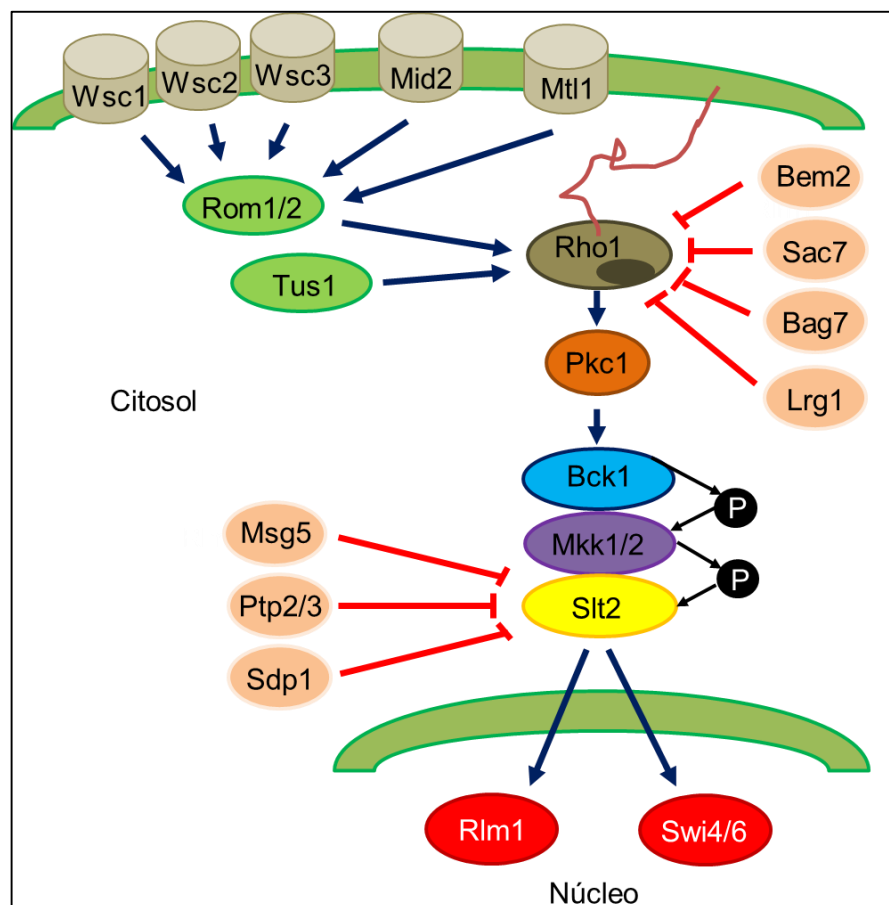 Wsc1
Wsc2
Wsc3
Mid2
Mtl1
Rom1/2
Tus1
Rho1
Bem2
Sac7
Bag7
Lrg1
Pkc1
Citosol
Bck1
P
Mkk1/2
P
Slt2
Msg5
Ptp2/3
Sdp1
Rlm1
Swi4/6
Núcleo